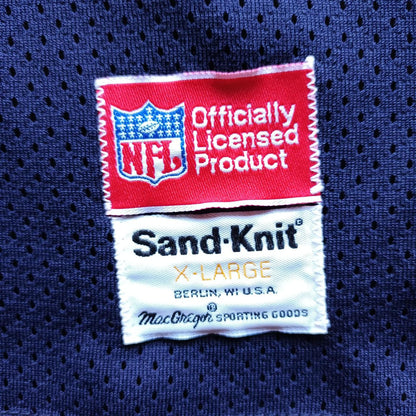 NFL
Officially
Licensed
Product
Sand-Knit®
X-LARGE
BERLIN, WI U.S.A.
®
MacGregor SPORTING GOODS